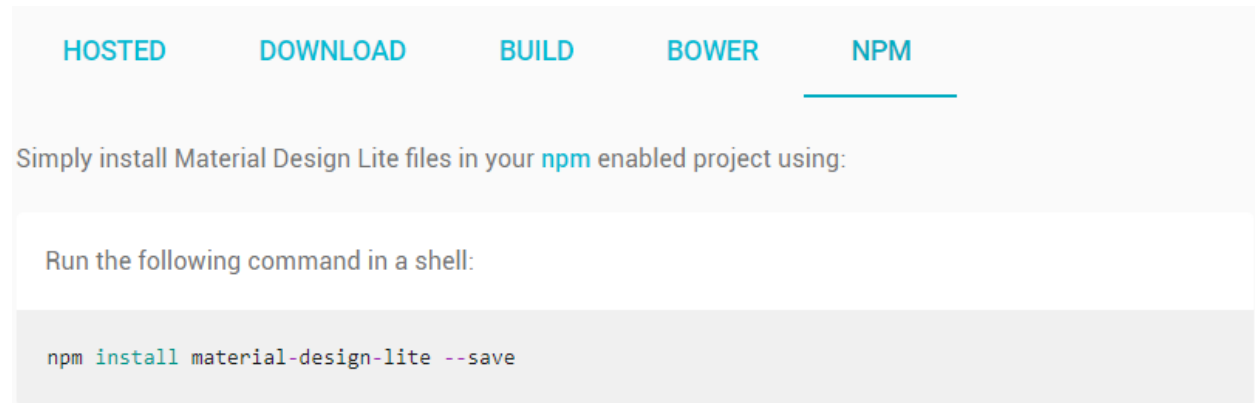 HOSTED DOWNLOAD BUILD BOWER NPM
Simply install Material Design Lite files in your npm enabled project using:
Run the following command in a shell:
npm install material-design-lite --save